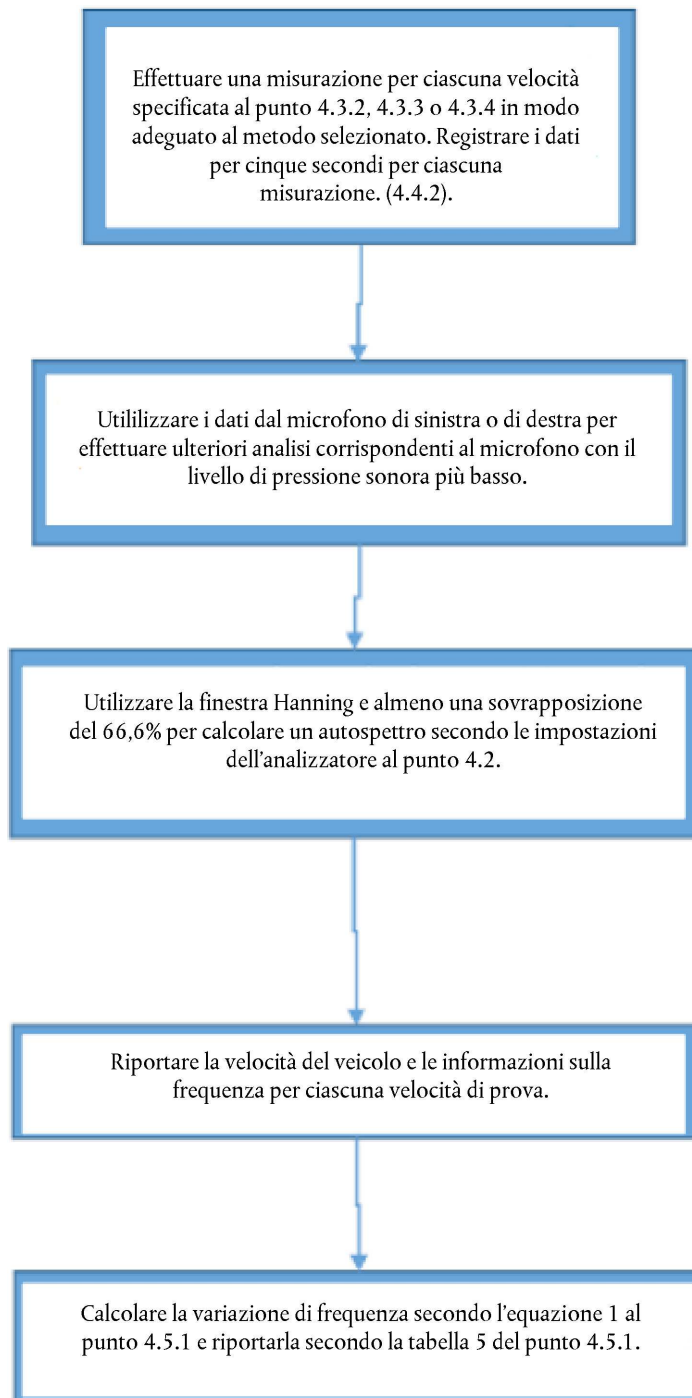 Effettuare una misurazione per ciascuna velocità
specificata al punto 4.3.2, 4.3.3 o 4.3.4 in modo
adeguato al metodo selezionato. Registrare i dati
per cinque secondi per ciascuna
misurazione. (4.4.2).
Utililizzare i dati dal microfono di sinistra o di destra per
effettuare ulteriori analisi corrispondenti al microfono con il
livello di pressione sonora più basso.
Utilizzare la finestra Hanning e almeno una sovrapposizione
del 66,6% per calcolare un autospettro secondo le impostazioni
dell'analizzatore al punto 4.2.
Riportare la velocità del veicolo e le informazioni sulla
frequenza per ciascuna velocità di prova.
Calcolare la variazione di frequenza secondo l'equazione 1 al
punto 4.5.1 e riportarla secondo la tabella 5 del punto 4.5.1.